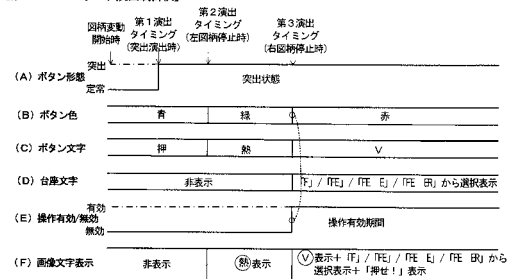 図柄変動
開始時
第1演出
タイミング
(突出演出時)
第2演出
タイミング
(左図柄停止時)
第3演出
タイミング
(右図柄停止時)
(A) ボタン形態
突出
定常
突出状態
(B) ボタン色
青
緑
赤
(C) ボタン文字
押
熱
V
(D) 台座文字
非表示
「F」/「FE」/「FE E」/「FE ER」から選択表示
(E) 操作有効/無効
有効
無効
操作有効期間
(F) 画像文字表示
非表示
熱 表示
V 表示+「F」/「FE」/「FE E」/「FE ER」から
選択表示+「押せ!」表示